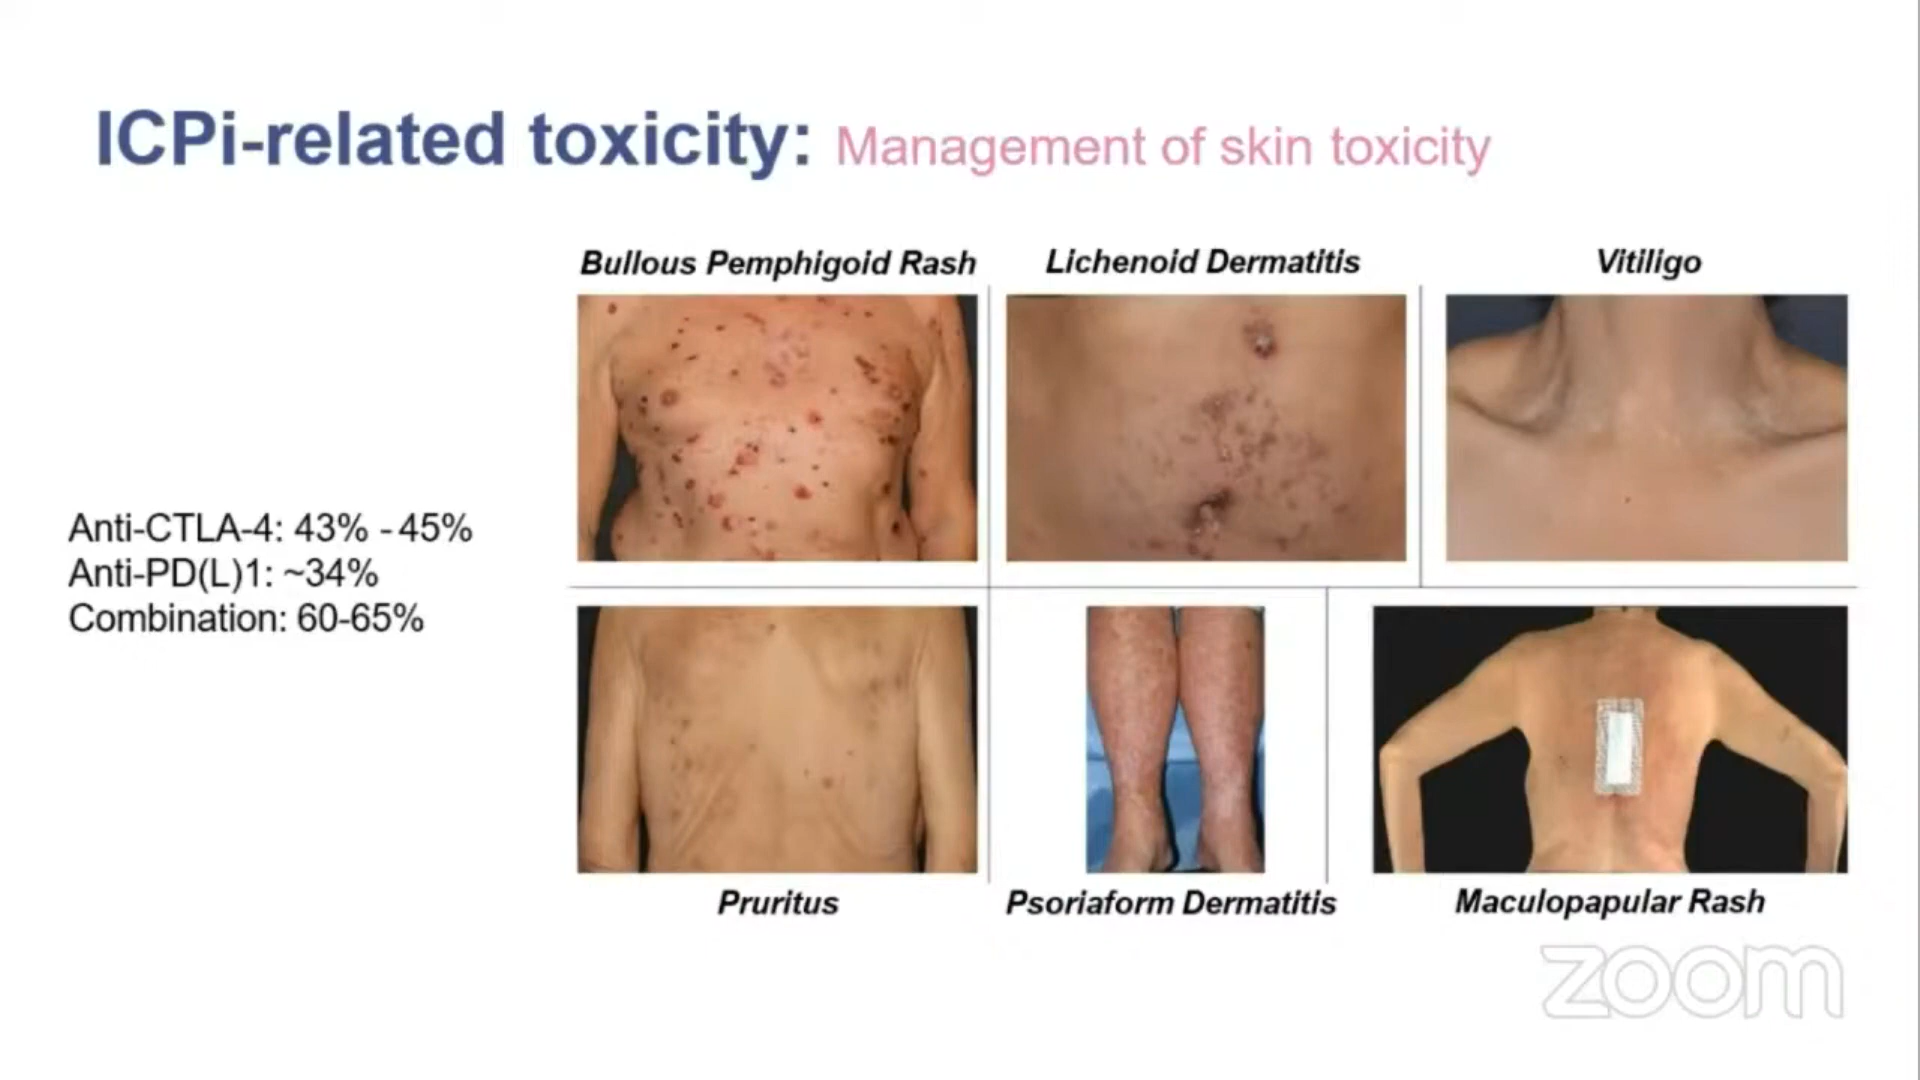 ICPi-related toxicity: Management of skin toxicity
Bullous Pemphigoid Rash
Lichenoid Dermatitis
Vitiligo
Anti-CTLA-4: 43% - 45%
Anti-PD(L)1: ~34%
Combination: 60-65%
Pruritus
Psoriaform Dermatitis
Maculopapular Rash
zoom